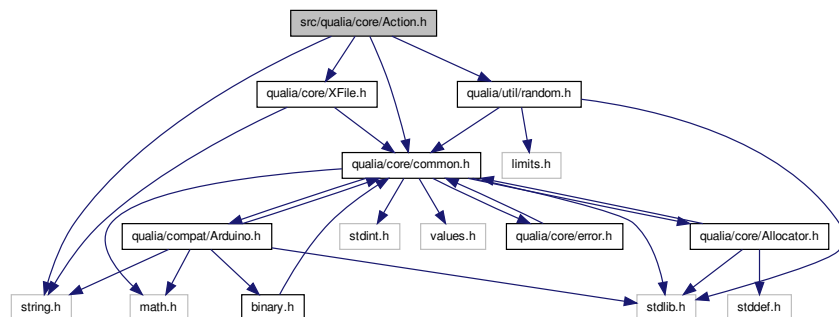 src/qualia/core/Action.h
qualia/core/XFile.h
qualia/util/random.h
qualia/core/common.h
limits.h
qualia/compat/Arduino.h
stdint.h
values.h
qualia/core/error.h
qualia/core/Allocator.h
string.h
math.h
binary.h
stdlib.h
stddef.h